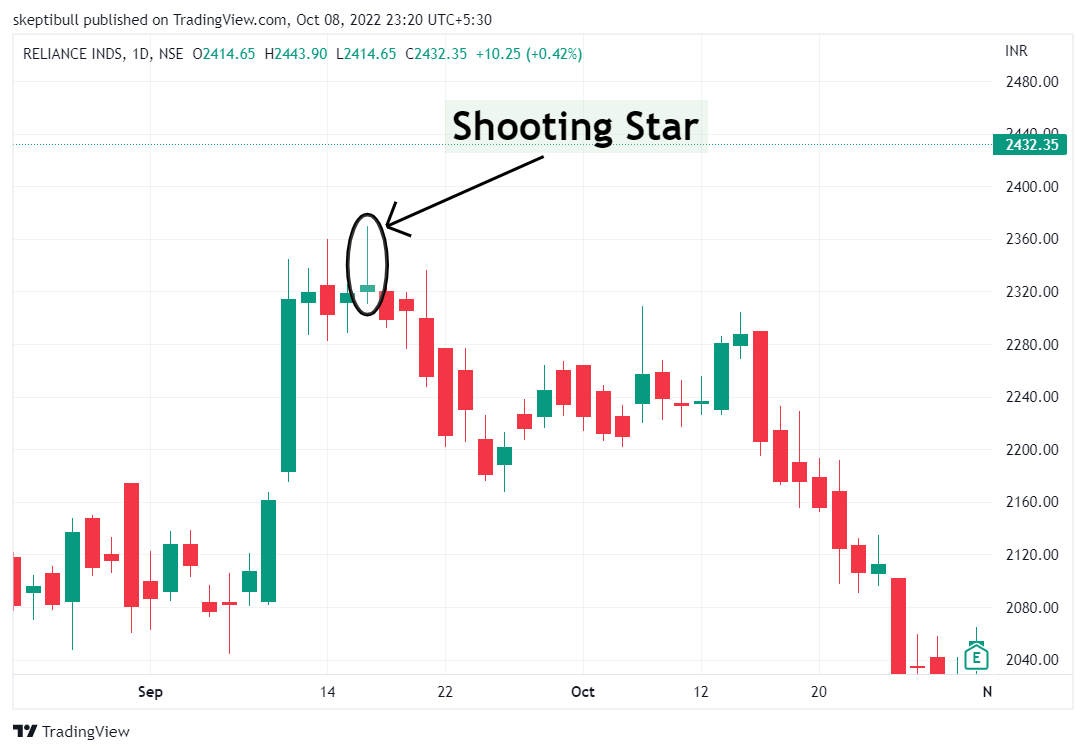 skeptibull published on TradingView.com, Oct 08, 2022 23:20 UTC+5:30
RELIANCE INDS, 1D, NSE O2414.65 H2443.90 L2414.65 C2432.35 +10.25 (+0.42%)
INR
2480.00
Shooting Star
2440.00
2432.35
2400.00
2360.00
2320.00
2280.00
2240.00
2200.00
2160.00
2120.00
2080.00
2040.00
E
Sep 14 22 Oct 12 20 N
TradingView